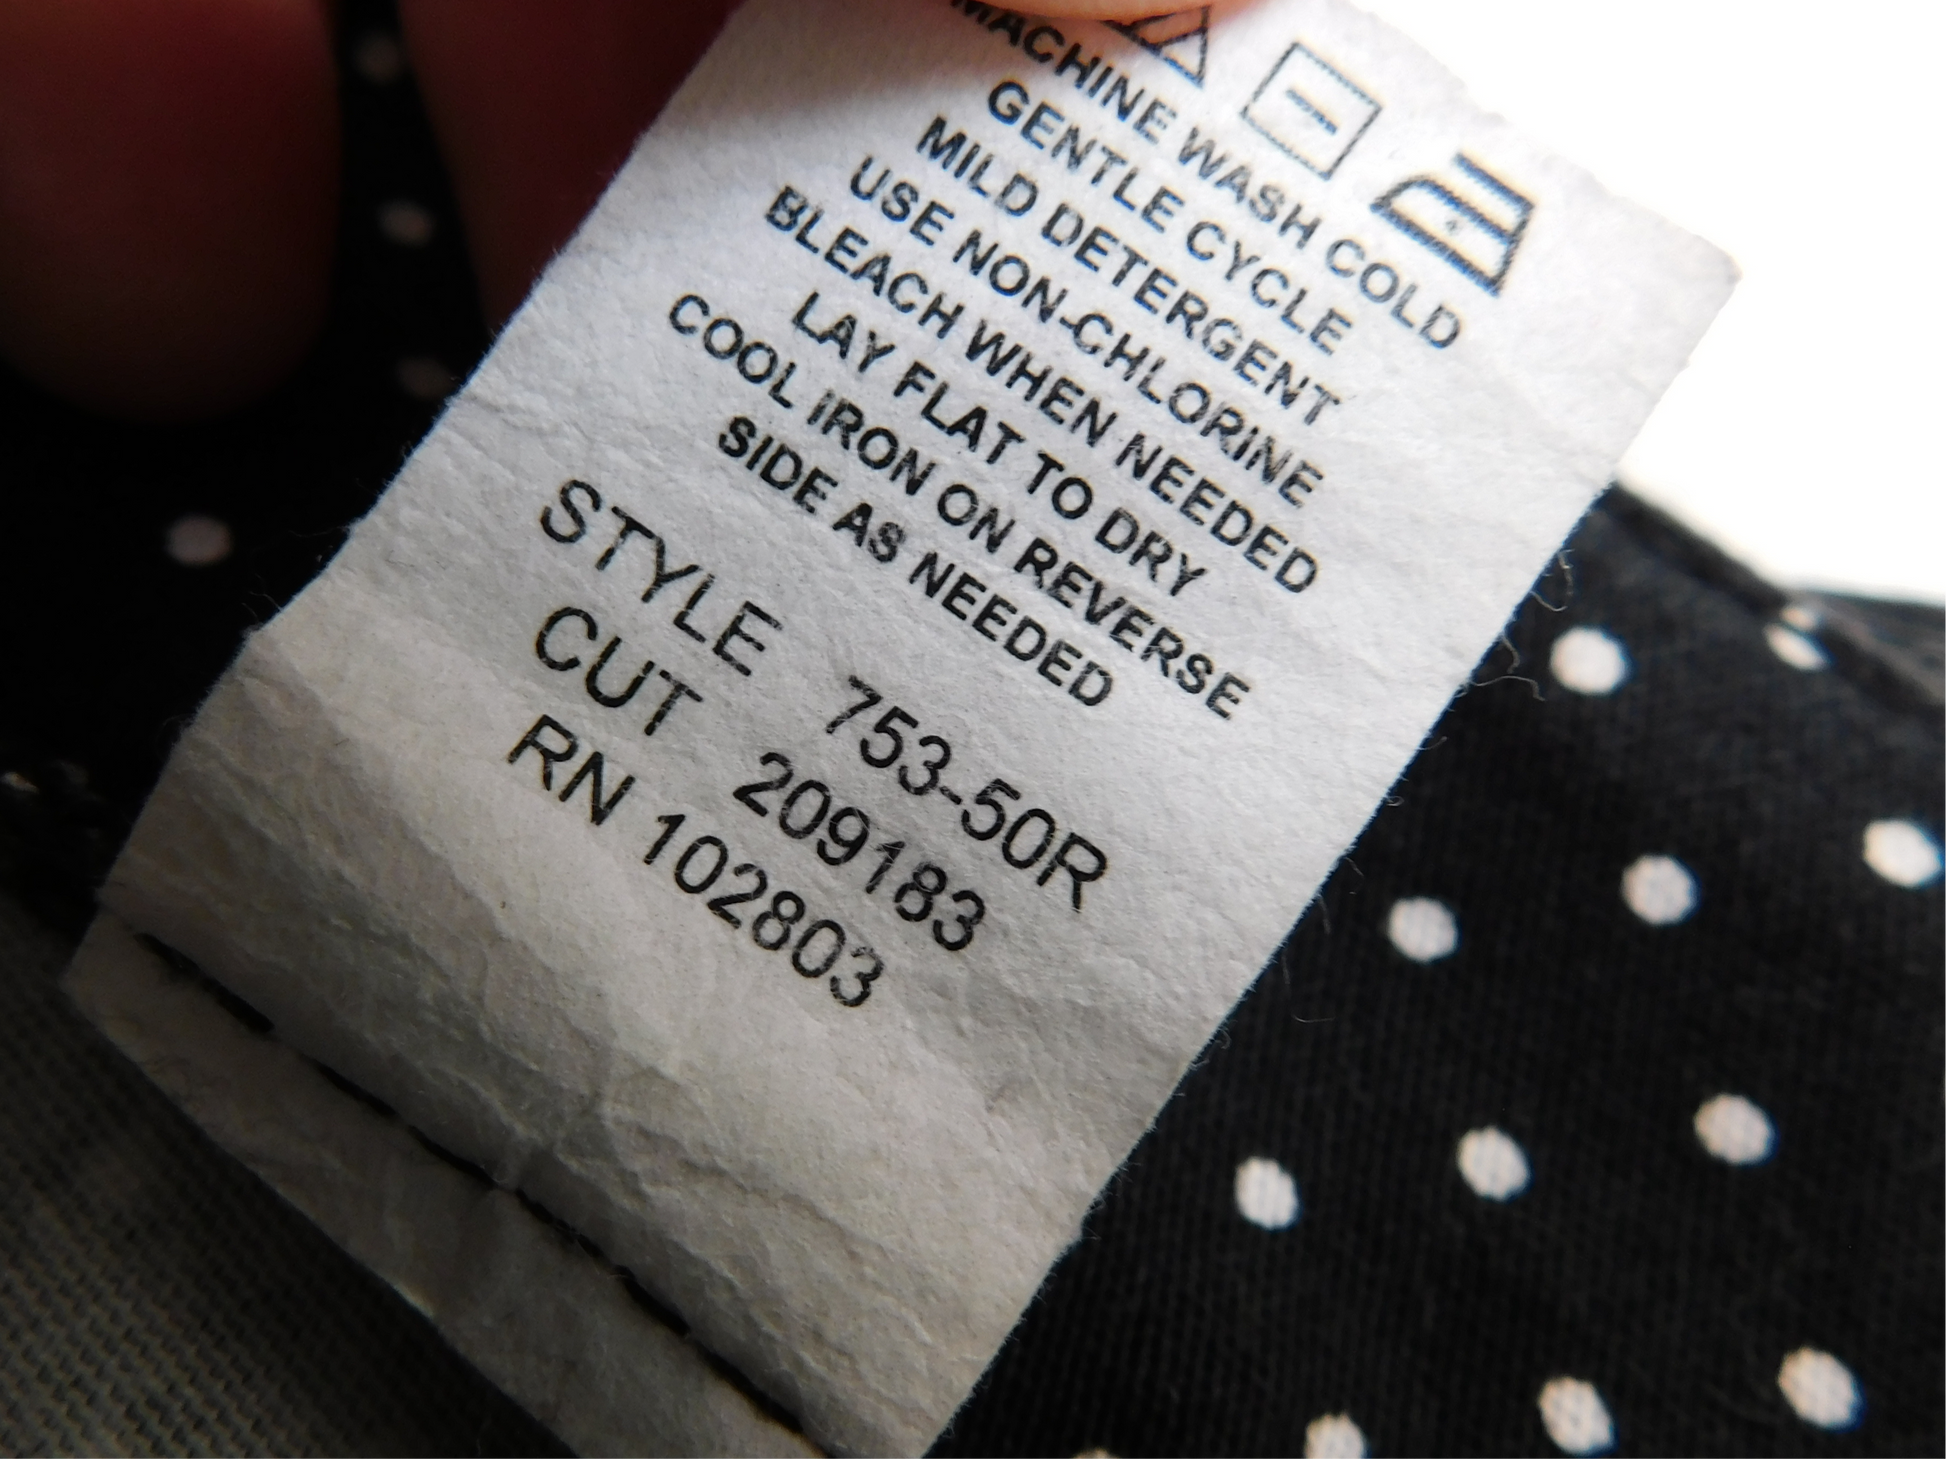 MACHINE WASH COLD
GENTLE CYCLE
MILD DETERGENT
USE NON-CHLORINE
BLEACH WHEN NEEDED
LAY FLAT TO DRY
COOL IRON ON REVERSE
SIDE AS NEEDED
STYLE 753-50R
CUT 209183
RN 102803